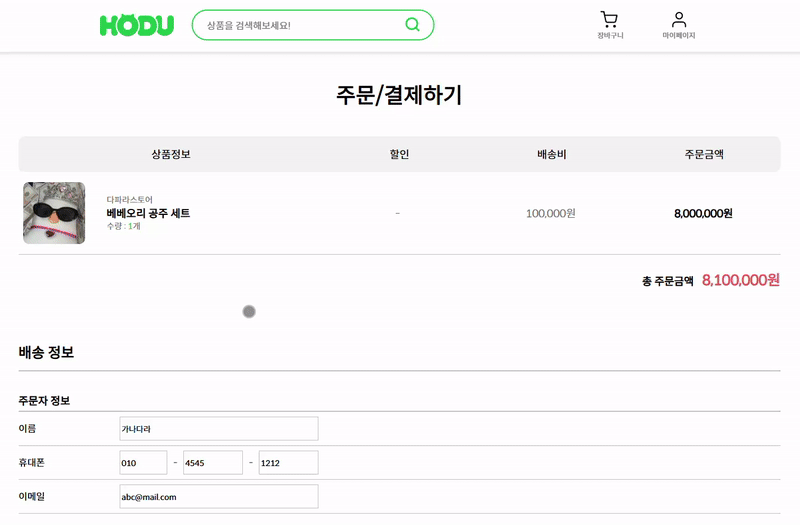 HODU
상품을 검색해보세요!
장바구니
마이페이지
주문/결제하기
상품정보 할인 배송비 주문금액
다파라스토어
베베오리 공주 세트
수량 : 1개
- 100,000원 8,000,000원
총 주문금액 8,100,000원
배송 정보
주문자 정보
이름 가나다라
휴대폰 010 - 4545 - 1212
이메일 abc@mail.com